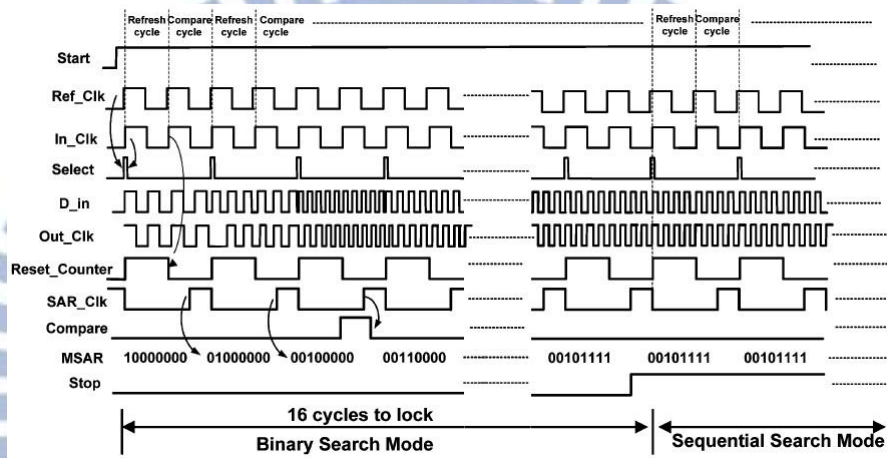 Refresh cycle Compare cycle Refresh cycle Compare cycle Refresh cycle Compare cycle
Start
Ref_Clk
In_Clk
Select
D_in
Out_Clk
Reset_Counter
SAR_Clk
Compare
MSAR 10000000 01000000 00100000 00110000 00101111 00101111 00101111
Stop
16 cycles to lock
Binary Search Mode Sequential Search Mode